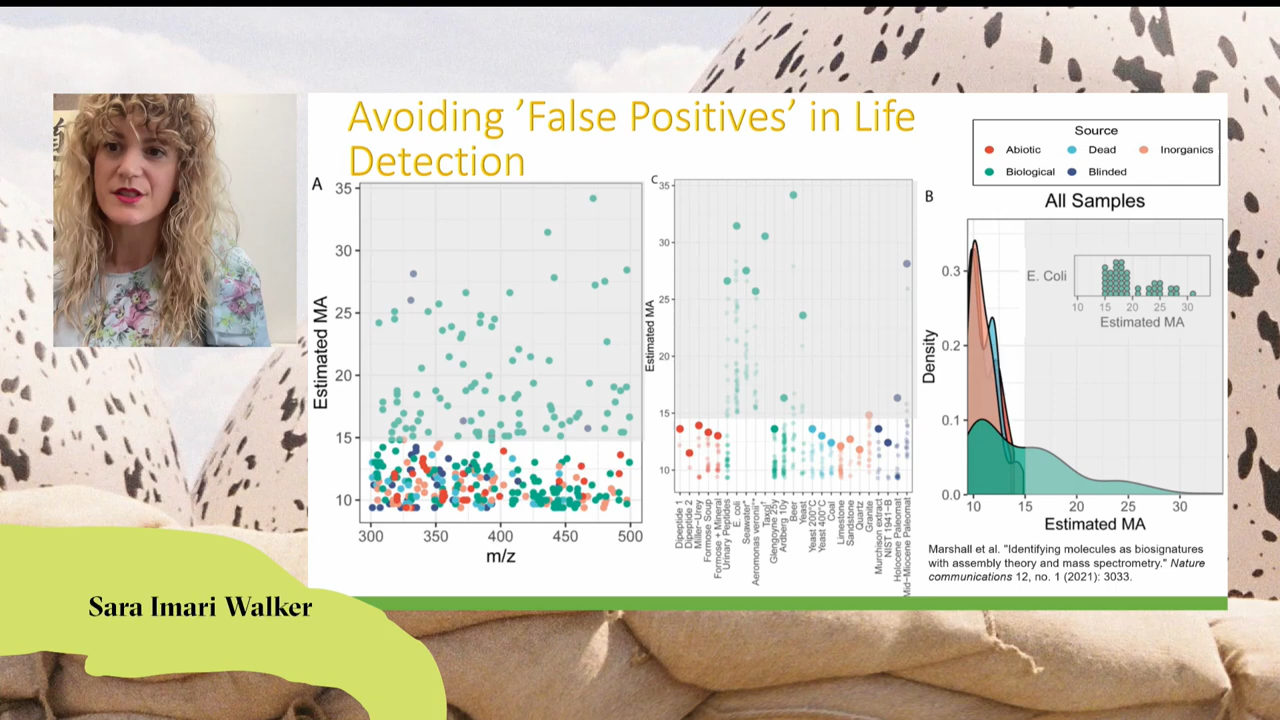 Avoiding 'False Positives' in Life
Detection
Source
Abiotic
Dead
Inorganics
Biological
Blinded
A
35
30
25
20
15
10
Estimated MA
300
350
400
450
500
m/z
C
35
30
25
20
15
10
Estimated MA
Dipeptide 1
Dipeptide 2
Miller-Urey
Formose Soup
Formose + Mineral
Urinary Peptides
E. coli
Seawater*
Aeromonas veronii**
Taxol†
Glengoyne 25y
Ardberg 10y
Beer
Yeast
Yeast 200°C
Yeast 400°C
Coal
Limestone
Sandstone
Quartz
Granite
Murchison extract
NIST 1941-B
Holocene Paleomat
Mid-Miocene Paleomat
B
All Samples
0.3
0.2
0.1
0.0
Density
E. Coli
10
15
20
25
30
Estimated MA
10
15
20
25
30
Estimated MA
Marshall et al. "Identifying molecules as biosignatures
with assembly theory and mass spectrometry." Nature
communications 12, no. 1 (2021): 3033.
Sara Imari Walker